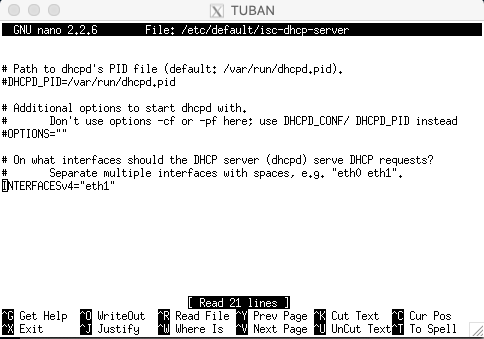 TUBAN
GNU nano 2.2.6 File: /etc/default/isc-dhcp-server
# Path to dhcpd's PID file (default: /var/run/dhcpd.pid).
#DHCPD_PID=/var/run/dhcpd.pid
# Additional options to start dhcpd with.
# Don't use options -cf or -pf here; use DHCPD_CONF/ DHCPD_PID instead
#OPTIONS=""
# On what interfaces should the DHCP server (dhcpd) serve DHCP requests?
# Separate multiple interfaces with spaces, e.g. "eth0 eth1".
INTERFACESv4="eth1"
[ Read 21 lines ]
^G Get Help ^O WriteOut ^R Read File ^Y Prev Page ^K Cut Text ^C Cur Pos
^X Exit ^J Justify ^W Where Is ^V Next Page ^U UnCut Text ^T To Spell